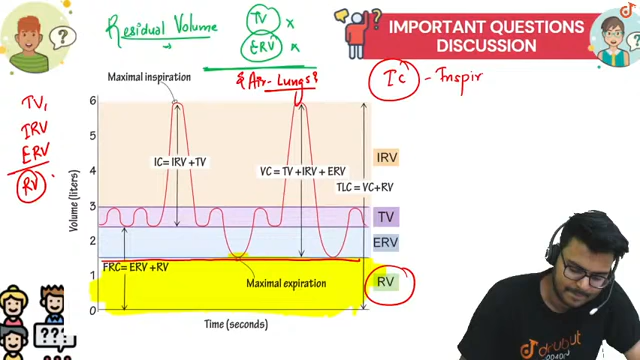 Residual Volume
TV ×
ERV ×
{ Air-Lungs }
IMPORTANT QUESTIONS
DISCUSSION
IC - Inspir
TV,
IRV
ERV
RV
Maximal inspiration
6
5
4
3
2
1
0
Volume (liters)
IC= IRV +TV
VC = TV +IRV + ERV
TLC= VC+RV
FRC= ERV+RV
Maximal expiration
IRV
TV
ERV
RV
Time (seconds)